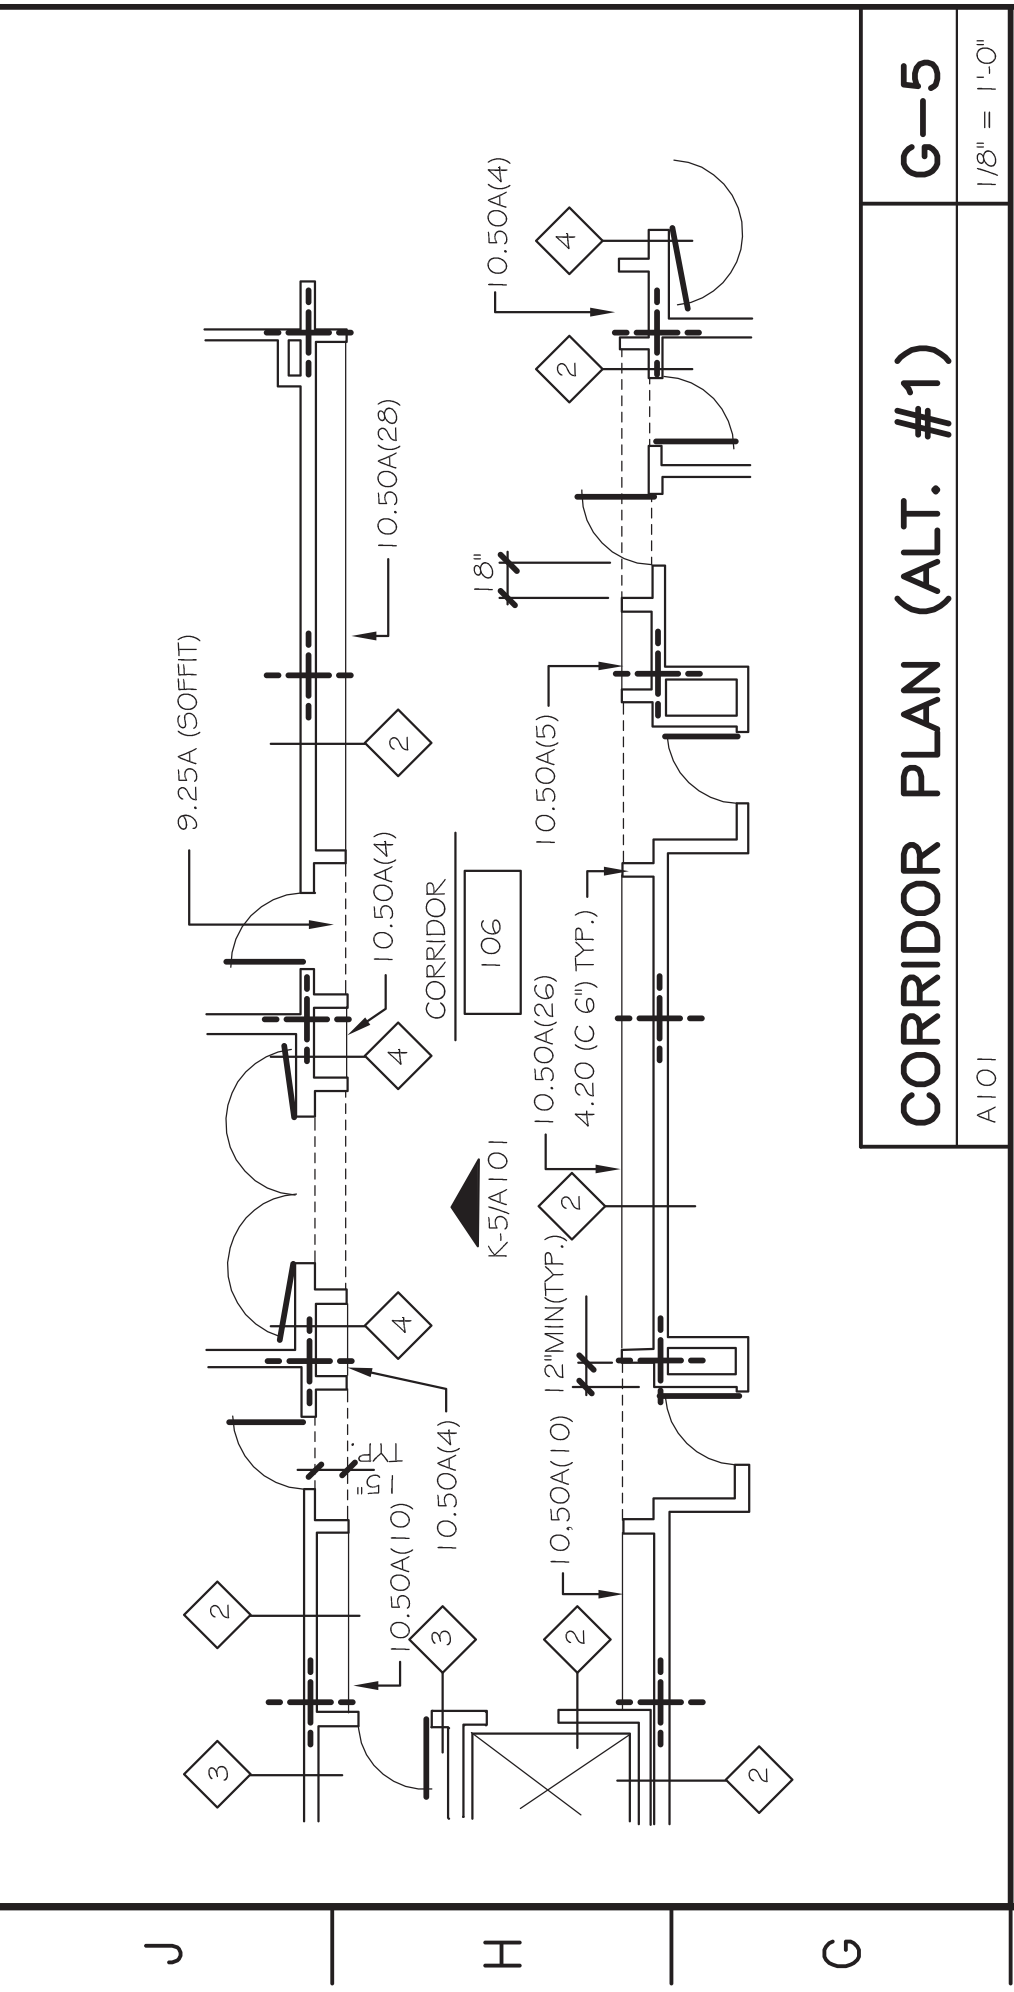 J
9.25A (SOFFIT)
2
3
10.50A(28)
2
10.50A(4)
4
4
1-5"
TYP.
10.50A(10)
10.50A(4)
3
H
CORRIDOR
106
K-5/A101
18"
10.50A(4)
10.50A(5)
10.50A(26)
4.20 (C 6") TYP.)
12"MIN(TYP.)
10,50A(10)
2
2
2
4
2
G
CORRIDOR PLAN (ALT. #1)
G-5
A101
1/8" = 1'-0"